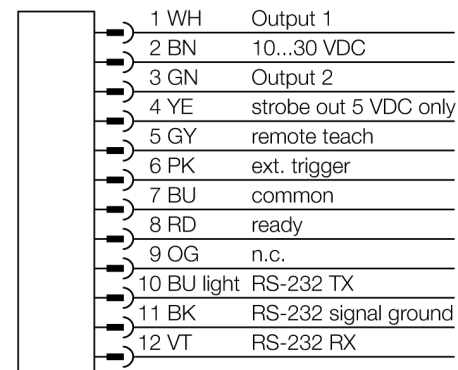 1 WH Output 1
2 BN 10...30 VDC
3 GN Output 2
4 YE strobe out 5 VDC only
5 GY remote teach
6 PK ext. trigger
7 BU common
8 RD ready
9 OG n.c.
10 BU light RS-232 TX
11 BK RS-232 signal ground
12 VT RS-232 RX